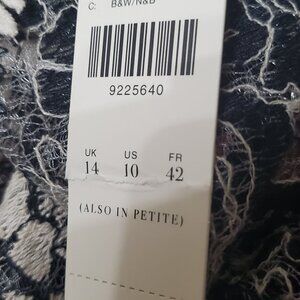 C: B&W/N&B
9225640
UK US FR
14 10 42
(ALSO IN PETITE)